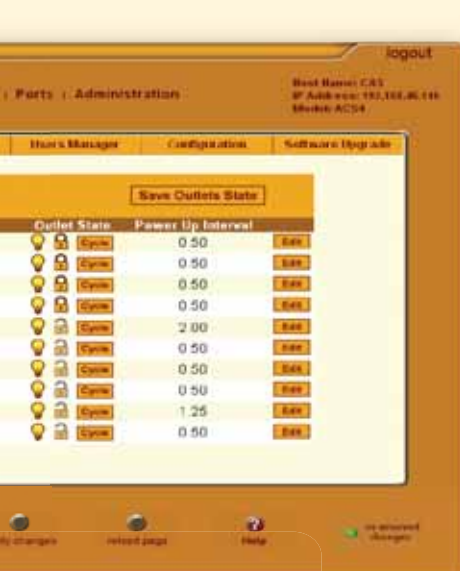 logout
: Ports : Administration
Host Name: CAS
IP Address: 192.168.46.146
Model: ACS4
Users Manager Configuration Software Upgrade
Save Outlets State
Outlet State Power Up Interval
Cycle 0.50 Edit
Cycle 0.50 Edit
Cycle 0.50 Edit
Cycle 0.50 Edit
Cycle 2.00 Edit
Cycle 0.50 Edit
Cycle 0.50 Edit
Cycle 0.50 Edit
Cycle 1.25 Edit
Cycle 0.50 Edit
changes reload page Help no unsaved
changes